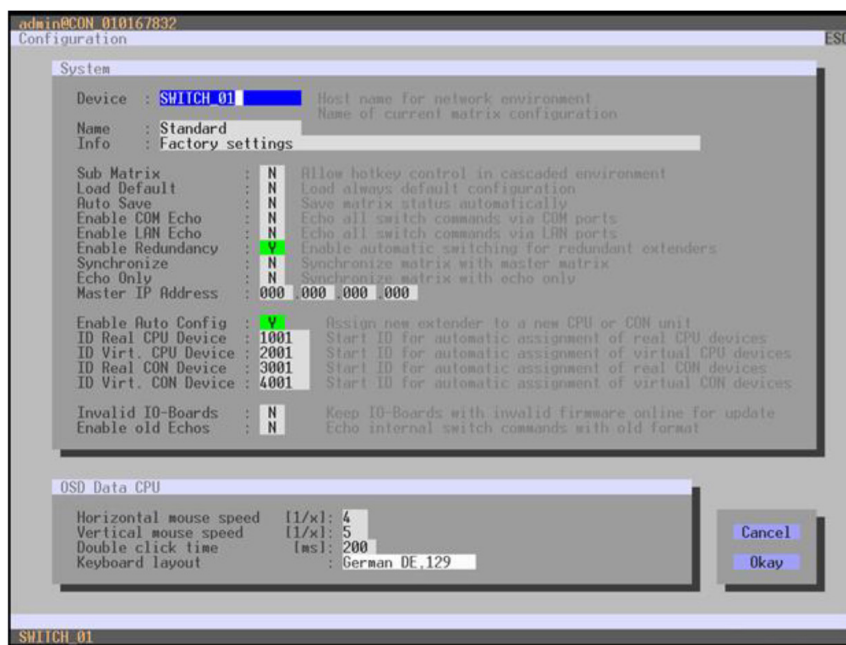 admin@CON_010167832
Configuration ESC
System
Device : SWITCH_01 Host name for network environment
Name of current matrix configuration
Name : Standard
Info : Factory settings
Sub Matrix : N Allow hotkey control in cascaded environment
Load Default : N Load always default configuration
Auto Save : N Save matrix status automatically
Enable COM Echo : N Echo all switch commands via COM ports
Enable LAN Echo : N Echo all switch commands via LAN ports
Enable Redundancy : Y Enable automatic switching for redundant extenders
Synchronize : N Synchronize matrix with master matrix
Echo Only : N Synchronize matrix with echo only
Master IP Address : 000 .000 .000 .000
Enable Auto Config : Y Assign new extender to a new CPU or CON unit
ID Real CPU Device : 1001 Start ID for automatic assignment of real CPU devices
ID Virt. CPU Device : 2001 Start ID for automatic assignment of virtual CPU devices
ID Real CON Device : 3001 Start ID for automatic assignment of real CON devices
ID Virt. CON Device : 4001 Start ID for automatic assignment of virtual CON devices
Invalid IO-Boards : N Keep IO-Boards with invalid firmware online for update
Enable old Echos : N Echo internal switch commands with old format
OSD Data CPU
Horizontal mouse speed [1/x]: 4
Vertical mouse speed [1/x]: 5
Double click time [ms]: 200
Keyboard layout : German DE,129
Cancel
Okay
SWITCH_01